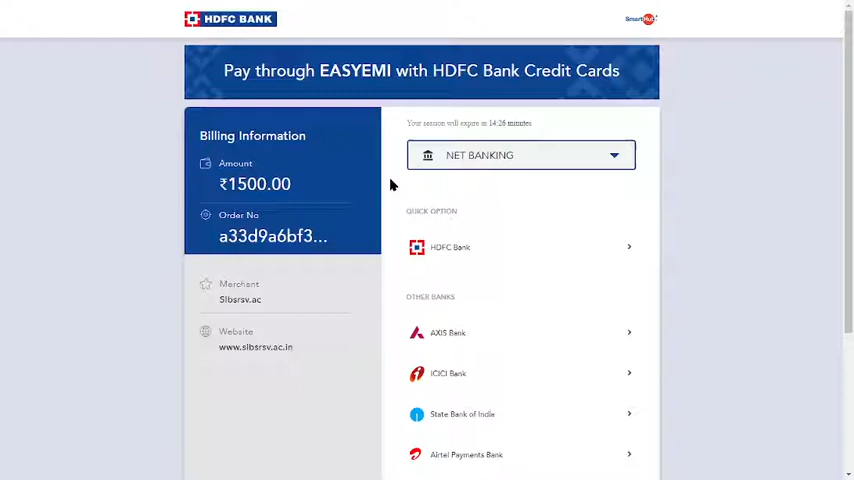 HDFC BANK
SmartHub
Pay through EASYEMI with HDFC Bank Credit Cards
Billing Information
Amount
₹1500.00
Order No
a33d9a6bf3...
Merchant
Slbsrsv.ac
Website
www.slbsrsv.ac.in
Your session will expire in 14:26 minutes
NET BANKING
QUICK OPTION
HDFC Bank
OTHER BANKS
AXIS Bank
ICICI Bank
State Bank of India
Airtel Payments Bank